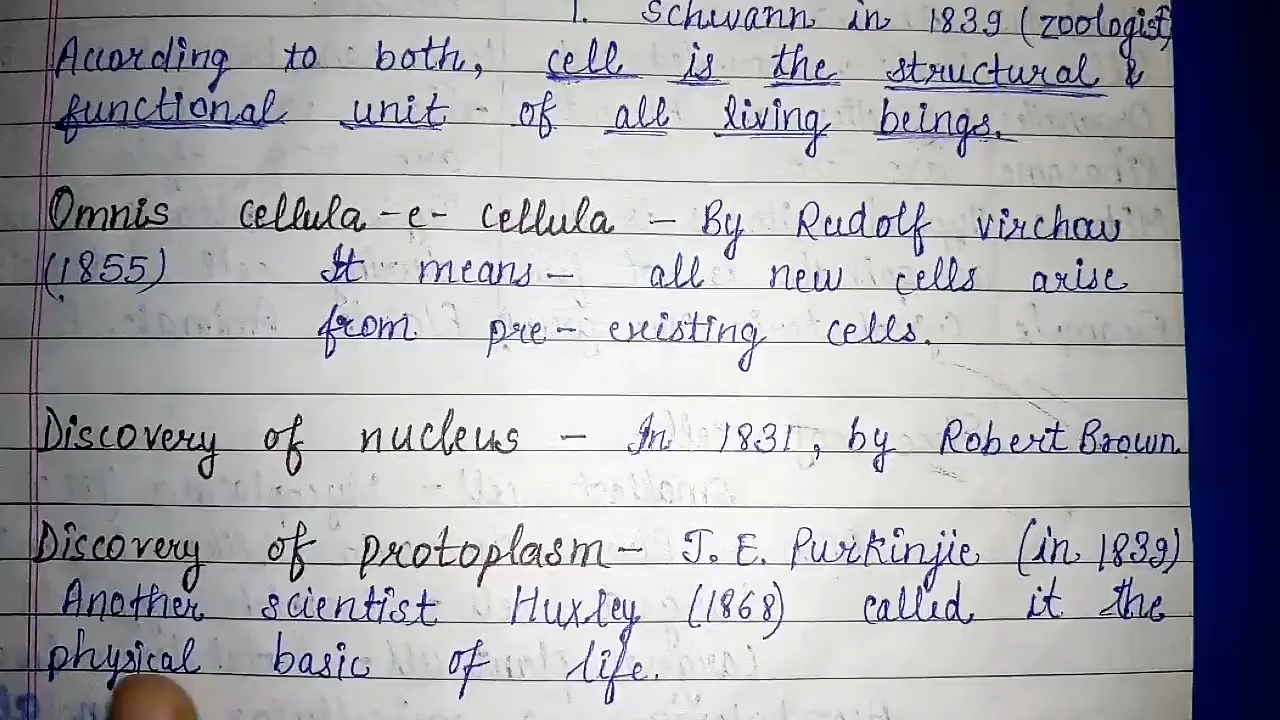 1. Schwann in 1839 (zoologist)
According to both, cell is the structural &
functional unit of all living beings.
Omnis cellula-e- cellula - By Rudolf virchow
(1855) It means- all new cells arise
from pre-existing cells.
Discovery of nucleus - In 1831, by Robert Brown.
Discovery of protoplasm- J. E. Purkinjie (in 1839)
Another scientist Huxley (1868) called it the
physical basic of life.